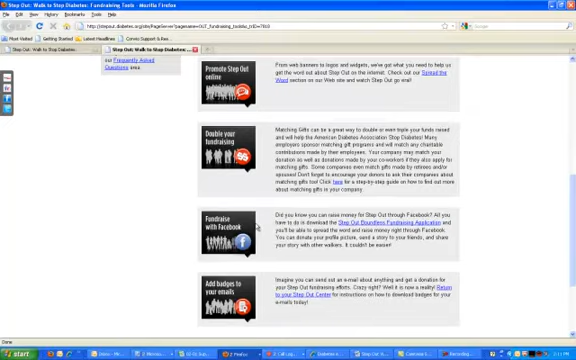 Step Out: Walk to Stop Diabetes: Fundraising Tools - Mozilla Firefox
File Edit View History Bookmarks Tools Help
Most Visited Getting Started Latest Headlines
Step Out: Walk to Stop Diabetes: ...
our Frequently Asked
Questions area
Promote Step Out
online
From web banners to logos and widgets, we've got what you need to help us
get the word out about Step Out on the internet. Check out our Spread the
Word section on our Web site and watch Step Out go viral!
Double your
fundraising
Matching Gifts can be a great way to double or even triple your funds raised
and will help the American Diabetes Association Stop Diabetes! Many
employers sponsor matching gift programs and will match any charitable
contributions made by their employees. Your company may match your
donation as well as donations made by your co-workers if they also apply for
matching gifts. Some companies even match gifts made by retirees and/or
spouses! Don't forget to encourage your donors to ask their companies about
matching gifts too! Click here for a step-by-step guide on how to find out more
about matching gifts in your company.
Fundraise
with Facebook
Did you know you can raise money for Step Out through Facebook? All you
have to do is download the Step Out Boundless Fundraising Application and
you'll be able to spread the word and raise money right through Facebook.
You can donate your profile picture, send a story to your friends, and share
your story with other walkers. It couldn't be easier!
Add badges to
your emails
Imagine you can send out an e-mail about anything and get a donation for
your Step Out fundraising efforts. Crazy right? Well it is now a reality! Return
to your Step Out Center for instructions on how to download badges for your
e-mails today!
Done
start